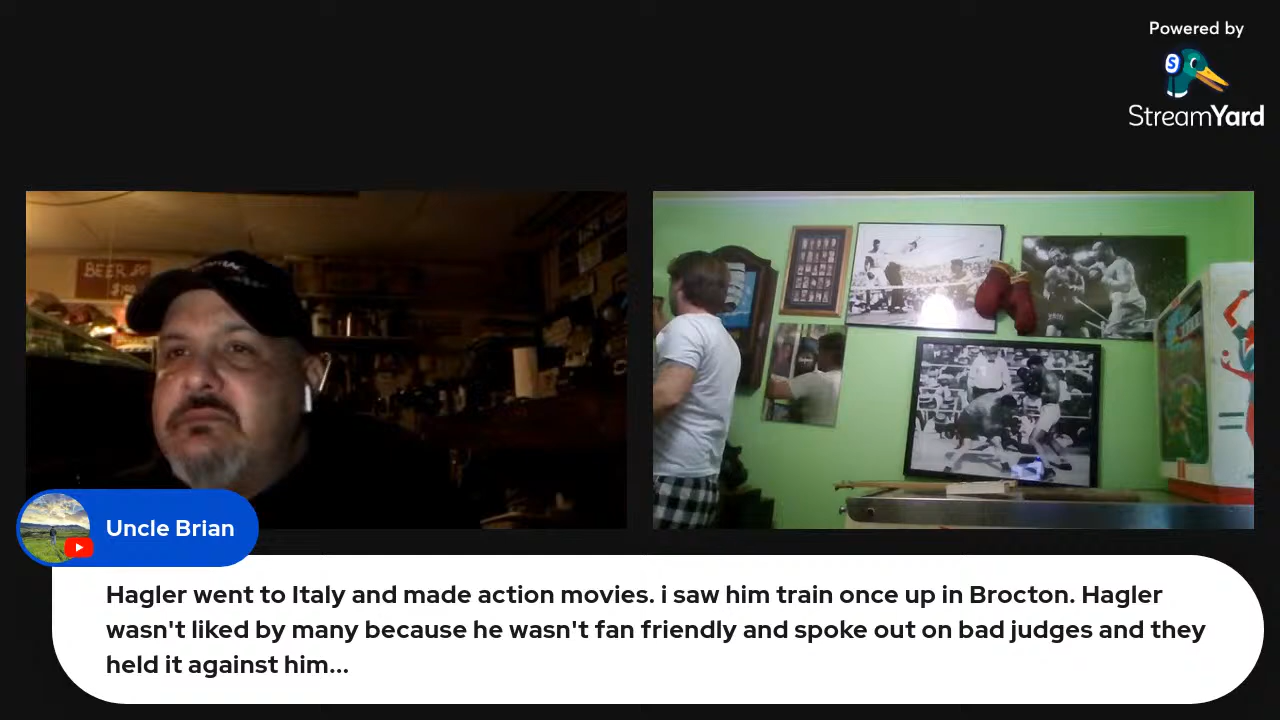 Powered by
S
StreamYard
BEER
Uncle Brian
Hagler went to Italy and made action movies. i saw him train once up in Brocton. Hagler
wasn't liked by many because he wasn't fan friendly and spoke out on bad judges and they
held it against him...